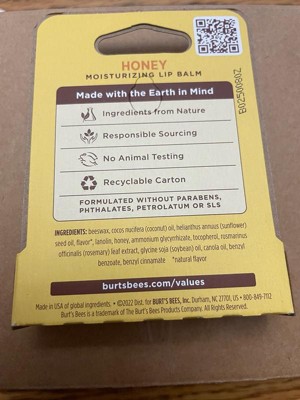 HONEY
MOISTURIZING LIP BALM
Made with the Earth in Mind
Ingredients from Nature
Responsible Sourcing
No Animal Testing
Recyclable Carton
FORMULATED WITHOUT PARABENS,
PHTHALATES, PETROLATUM OR SLS
INGREDIENTS: beeswax, cocos nucifera (coconut) oil, helianthus annuus (sunflower)
seed oil, flavor*, lanolin, honey, ammonium glycyrrhizate, tocopherol, rosmarinus
officinalis (rosemary) leaf extract, glycine soja (soybean) oil, canola oil, benzyl
benzoate, benzyl cinnamate *natural flavor
burtsbees.com/values
Made in USA of global ingredients. • ©2022 Dist. for BURT'S BEES, Inc. Durham, NC 27701, US • 800-849-7112
Burt's Bees is a trademark of The Burt's Bees Products Company. All rights reserved.